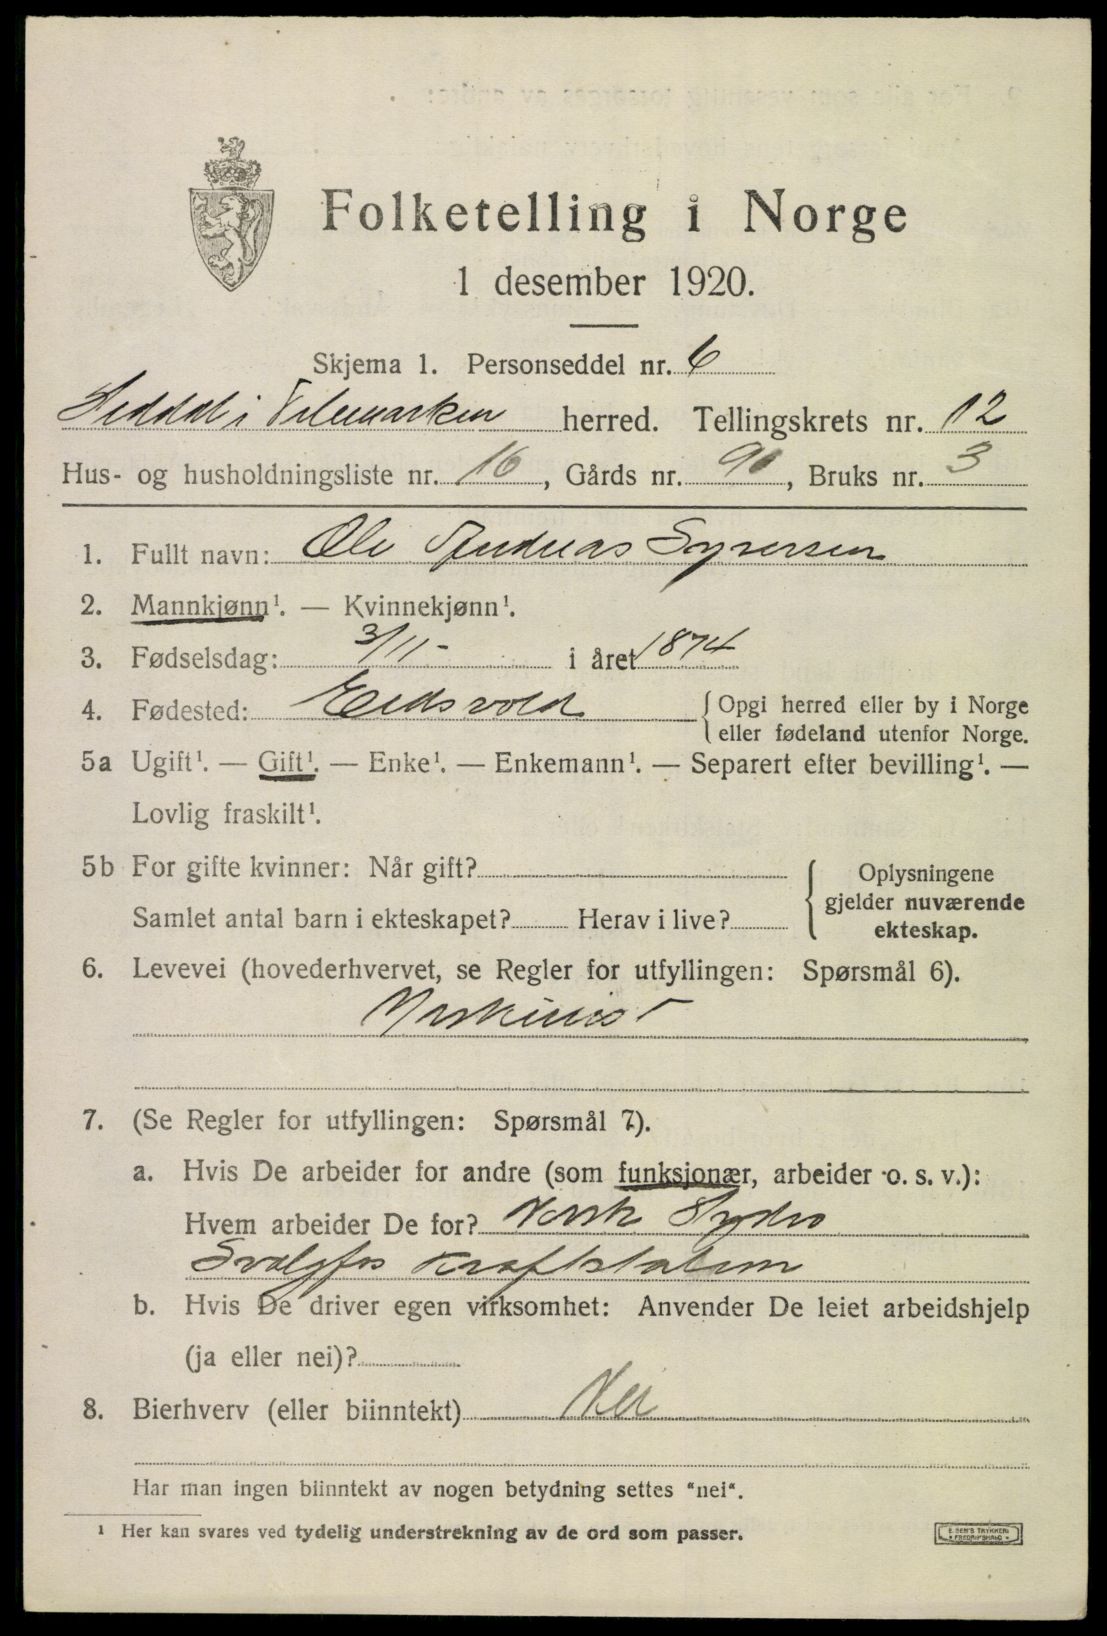 Folketelling i Norge
1 desember 1920.
Skjema 1. Personseddel nr. 6
Heddal i Telemarken herred. Tellingskrets nr. 12
Hus- og husholdningsliste nr. 16, Gårds nr. 90, Bruks nr. 3
1. Fullt navn: Ole Andreas Syversen
2. Mannkjønn¹. — Kvinnekjønn¹.
3. Fødselsdag: 3/11- i året 1874
4. Fødested: Eidsvold { Opgi herred eller by i Norge
eller fødeland utenfor Norge.
5a Ugift¹. — Gift¹. — Enke¹. — Enkemann¹. — Separert efter bevilling¹. —
Lovlig fraskilt¹.
5b For gifte kvinner: Når gift?
Samlet antal barn i ekteskapet? Herav i live?
{ Oplysningene
gjelder nuværende
ekteskap.
6. Levevei (hovederhvervet, se Regler for utfyllingen: Spørsmål 6).
Maskinist
7. (Se Regler for utfyllingen: Spørsmål 7).
a. Hvis De arbeider for andre (som funksjonær, arbeider o. s. v.):
Hvem arbeider De for? Norsk Hydro
Svælgfos Kraftstation
b. Hvis De driver egen virksomhet: Anvender De leiet arbeidshjelp
(ja eller nei)?
8. Bierhverv (eller biinntekt) Nei
Har man ingen biinntekt av nogen betydning settes "nei".
¹ Her kan svares ved tydelig understrekning av de ord som passer.
E. SEM'S TRYKKERI
FREDRIKSHALD